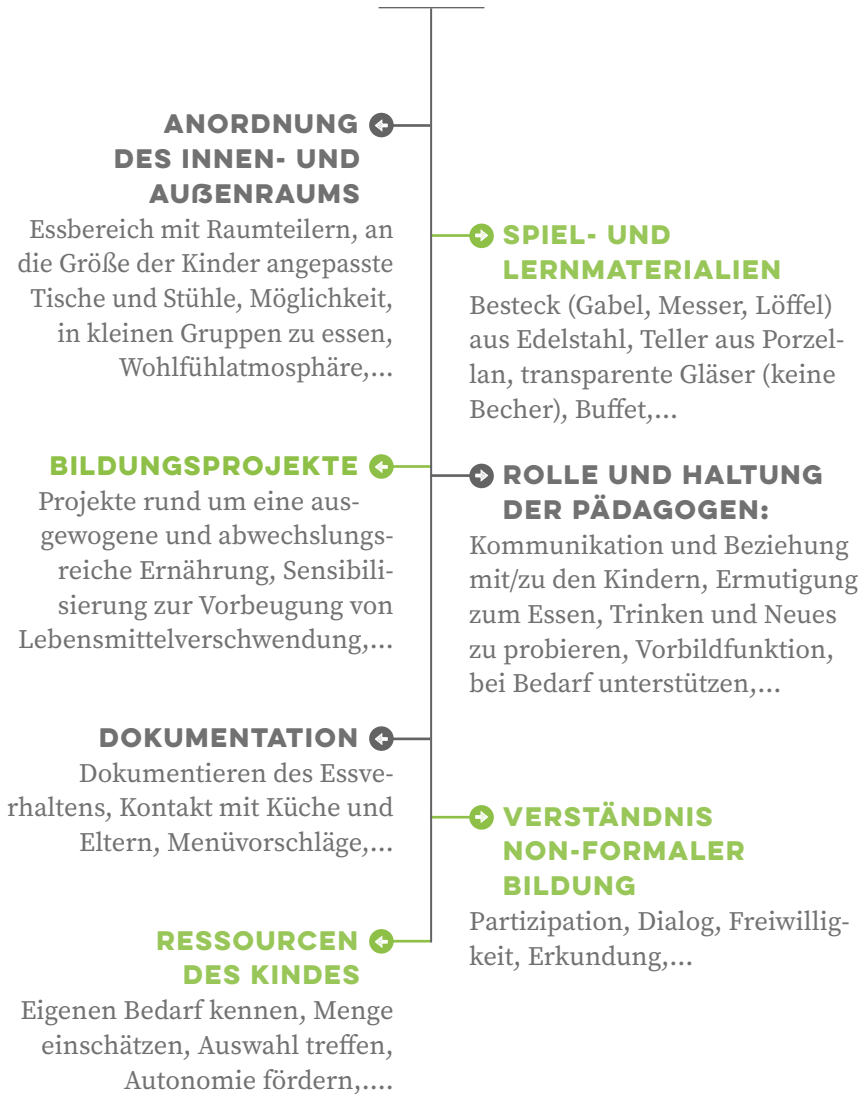 ANORDNUNG
DES INNEN- UND
AUẞENRAUMS
Essbereich mit Raumteilern, an
die Größe der Kinder angepasste
Tische und Stühle, Möglichkeit,
in kleinen Gruppen zu essen,
Wohlfühlatmosphäre,...
SPIEL- UND
LERNMATERIALIEN
Besteck (Gabel, Messer, Löffel)
aus Edelstahl, Teller aus Porzel-
lan, transparente Gläser (keine
Becher), Buffet,...
BILDUNGSPROJEKTE
Projekte rund um eine aus-
gewogene und abwechslungs-
reiche Ernährung, Sensibili-
sierung zur Vorbeugung von
Lebensmittelverschwendung,...
ROLLE UND HALTUNG
DER PÄDAGOGEN:
Kommunikation und Beziehung
mit/zu den Kindern, Ermutigung
zum Essen, Trinken und Neues
zu probieren, Vorbildfunktion,
bei Bedarf unterstützen,...
DOKUMENTATION
Dokumentieren des Essve-
rhaltens, Kontakt mit Küche und
Eltern, Menüvorschläge,...
VERSTÄNDNIS
NON-FORMALER
BILDUNG
Partizipation, Dialog, Freiwillig-
keit, Erkundung,...
RESSOURCEN
DES KINDES
Eigenen Bedarf kennen, Menge
einschätzen, Auswahl treffen,
Autonomie fördern,....